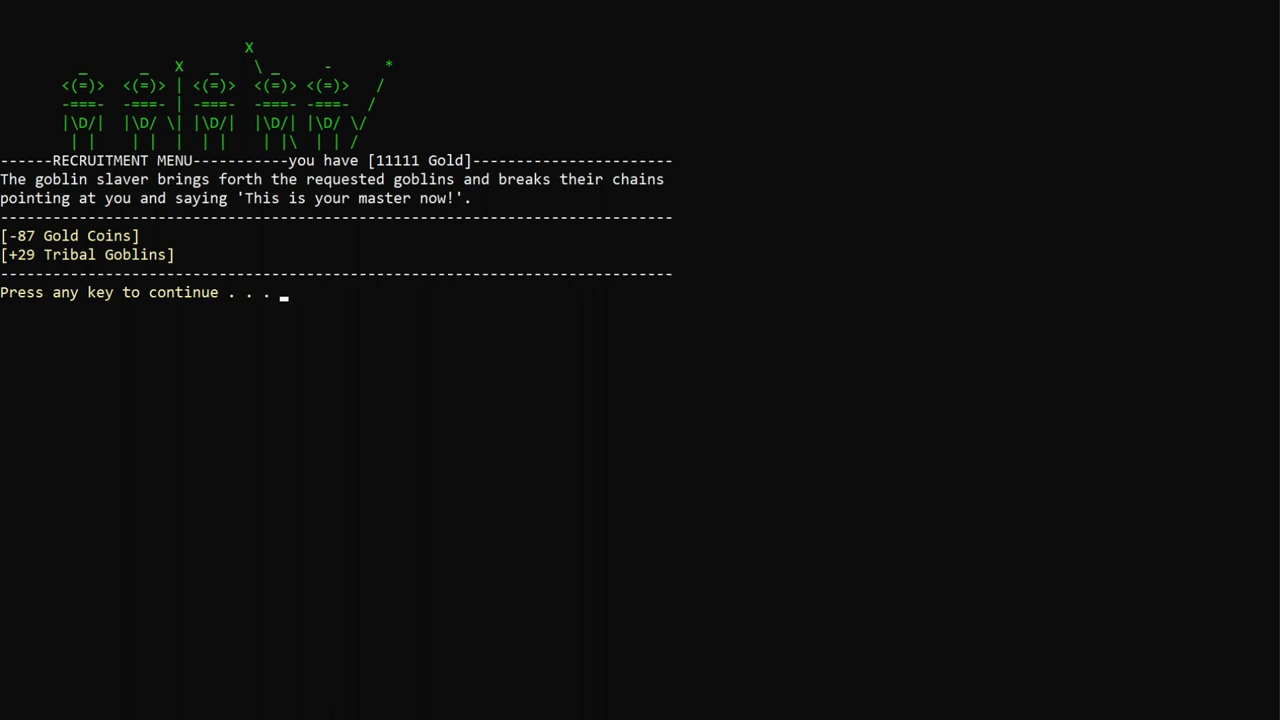 ------RECRUITMENT MENU-----------you have [11111 Gold]-----------------------
The goblin slaver brings forth the requested goblins and breaks their chains
pointing at you and saying 'This is your master now!'.
-----------------------------------------------------------------------------
[-87 Gold Coins]
[+29 Tribal Goblins]
-----------------------------------------------------------------------------
Press any key to continue . . .